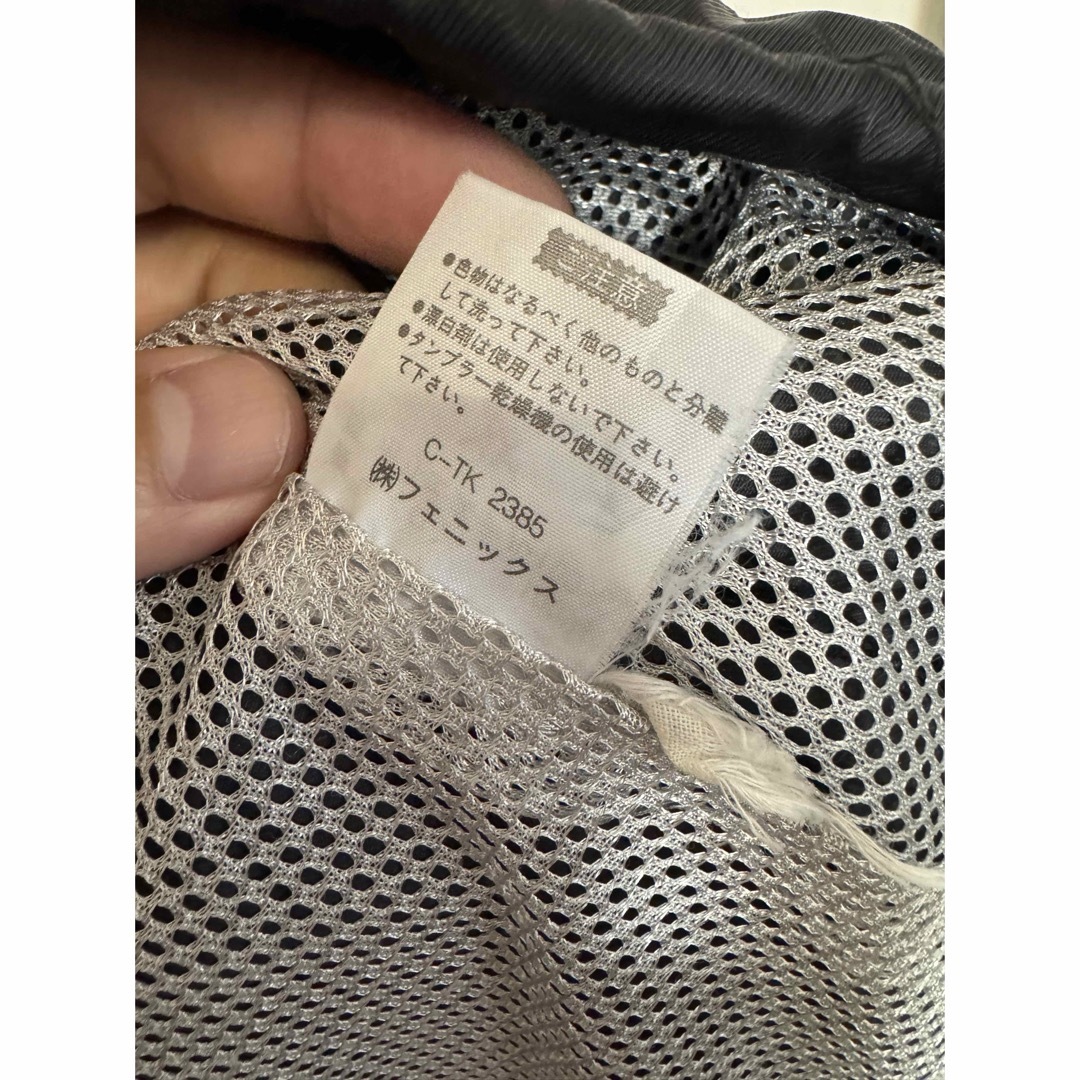 注意
●色物はなるべく他のものと分離
して洗って下さい。
●漂白剤は使用しないで下さい。
●タンブラー乾燥機の使用は避け
て下さい。
C-TK 2385
㈱フェニックス